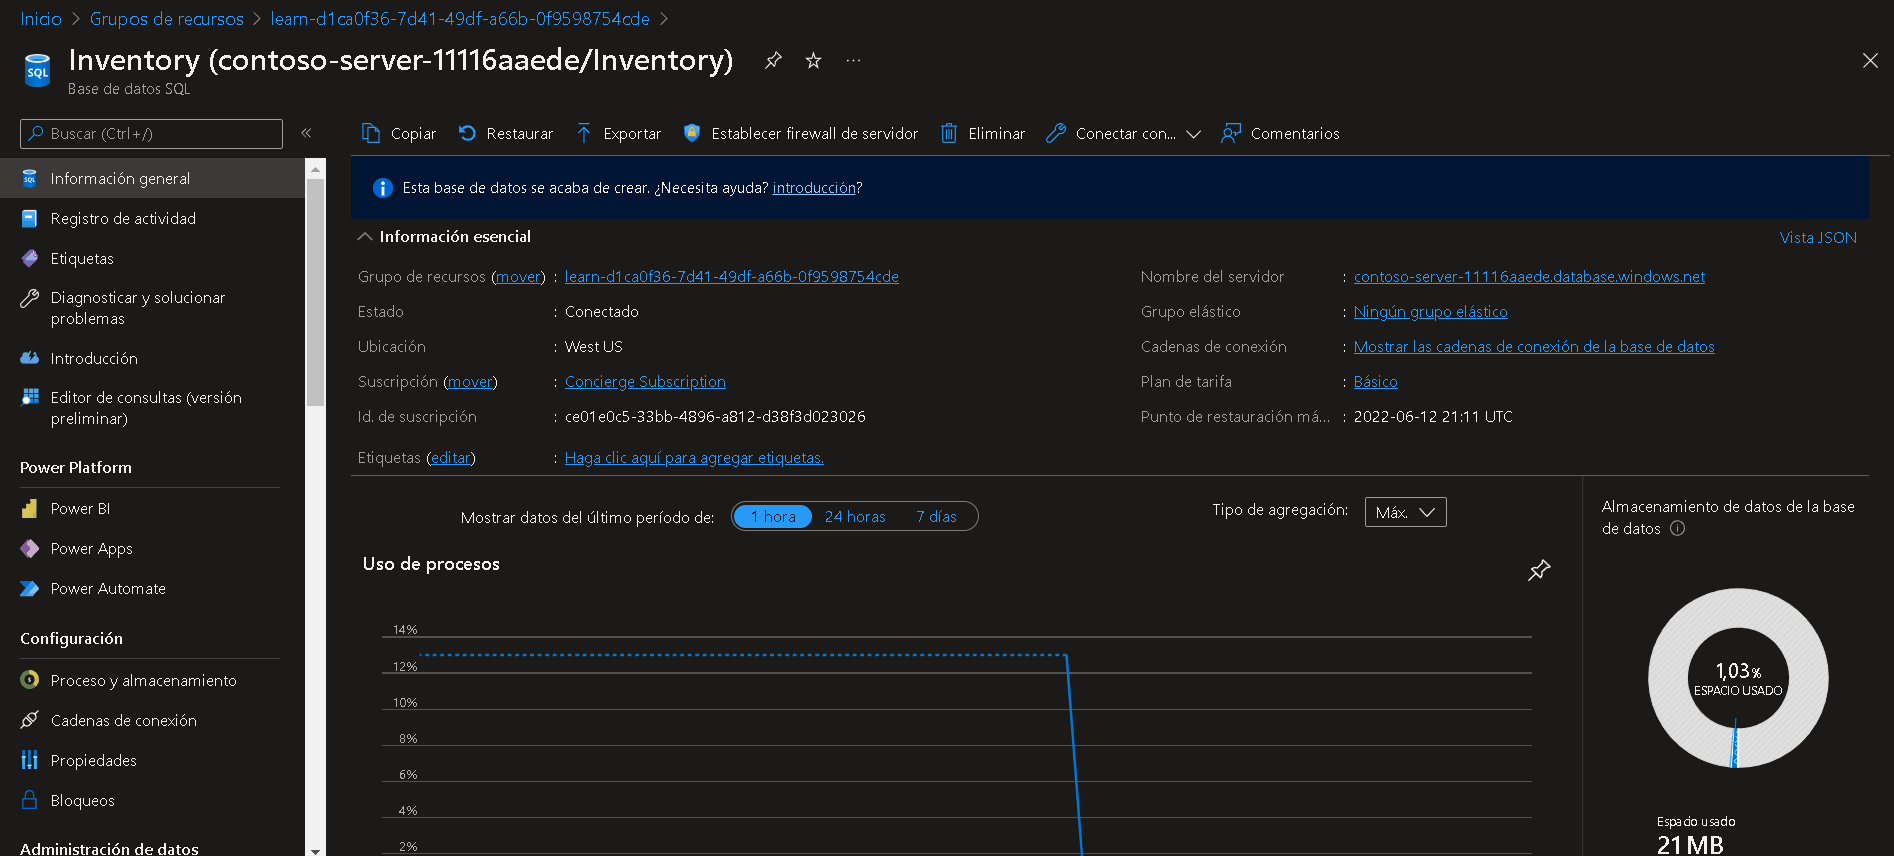 Inicio > Grupos de recursos > learn-d1ca0f36-7d41-49df-a66b-0f9598754cde >
SQL
Inventory (contoso-server-11116aaede/Inventory)
Base de datos SQL
Buscar (Ctrl+/)
Información general
Registro de actividad
Etiquetas
Diagnosticar y solucionar
problemas
Introducción
Editor de consultas (versión
preliminar)
Power Platform
Power BI
Power Apps
Power Automate
Configuración
Proceso y almacenamiento
Cadenas de conexión
Propiedades
Bloqueos
Administración de datos
Copiar Restaurar Exportar Establecer firewall de servidor Eliminar Conectar con... Comentarios
Esta base de datos se acaba de crear. ¿Necesita ayuda? introducción?
Información esencial
Vista JSON
Grupo de recursos (mover) : learn-d1ca0f36-7d41-49df-a66b-0f9598754cde
Estado : Conectado
Ubicación : West US
Suscripción (mover) : Concierge Subscription
Id. de suscripción : ce01e0c5-33bb-4896-a812-d38f3d023026
Etiquetas (editar) : Haga clic aquí para agregar etiquetas.
Nombre del servidor : contoso-server-11116aaede.database.windows.net
Grupo elástico : Ningún grupo elástico
Cadenas de conexión : Mostrar las cadenas de conexión de la base de datos
Plan de tarifa : Básico
Punto de restauración má... : 2022-06-12 21:11 UTC
Mostrar datos del último período de: 1 hora 24 horas 7 días
Tipo de agregación: Máx.
Uso de procesos
14%
12%
10%
8%
6%
4%
2%
Almacenamiento de datos de la base
de datos
1,03%
ESPACIO USADO
Espacio usado
21 MB